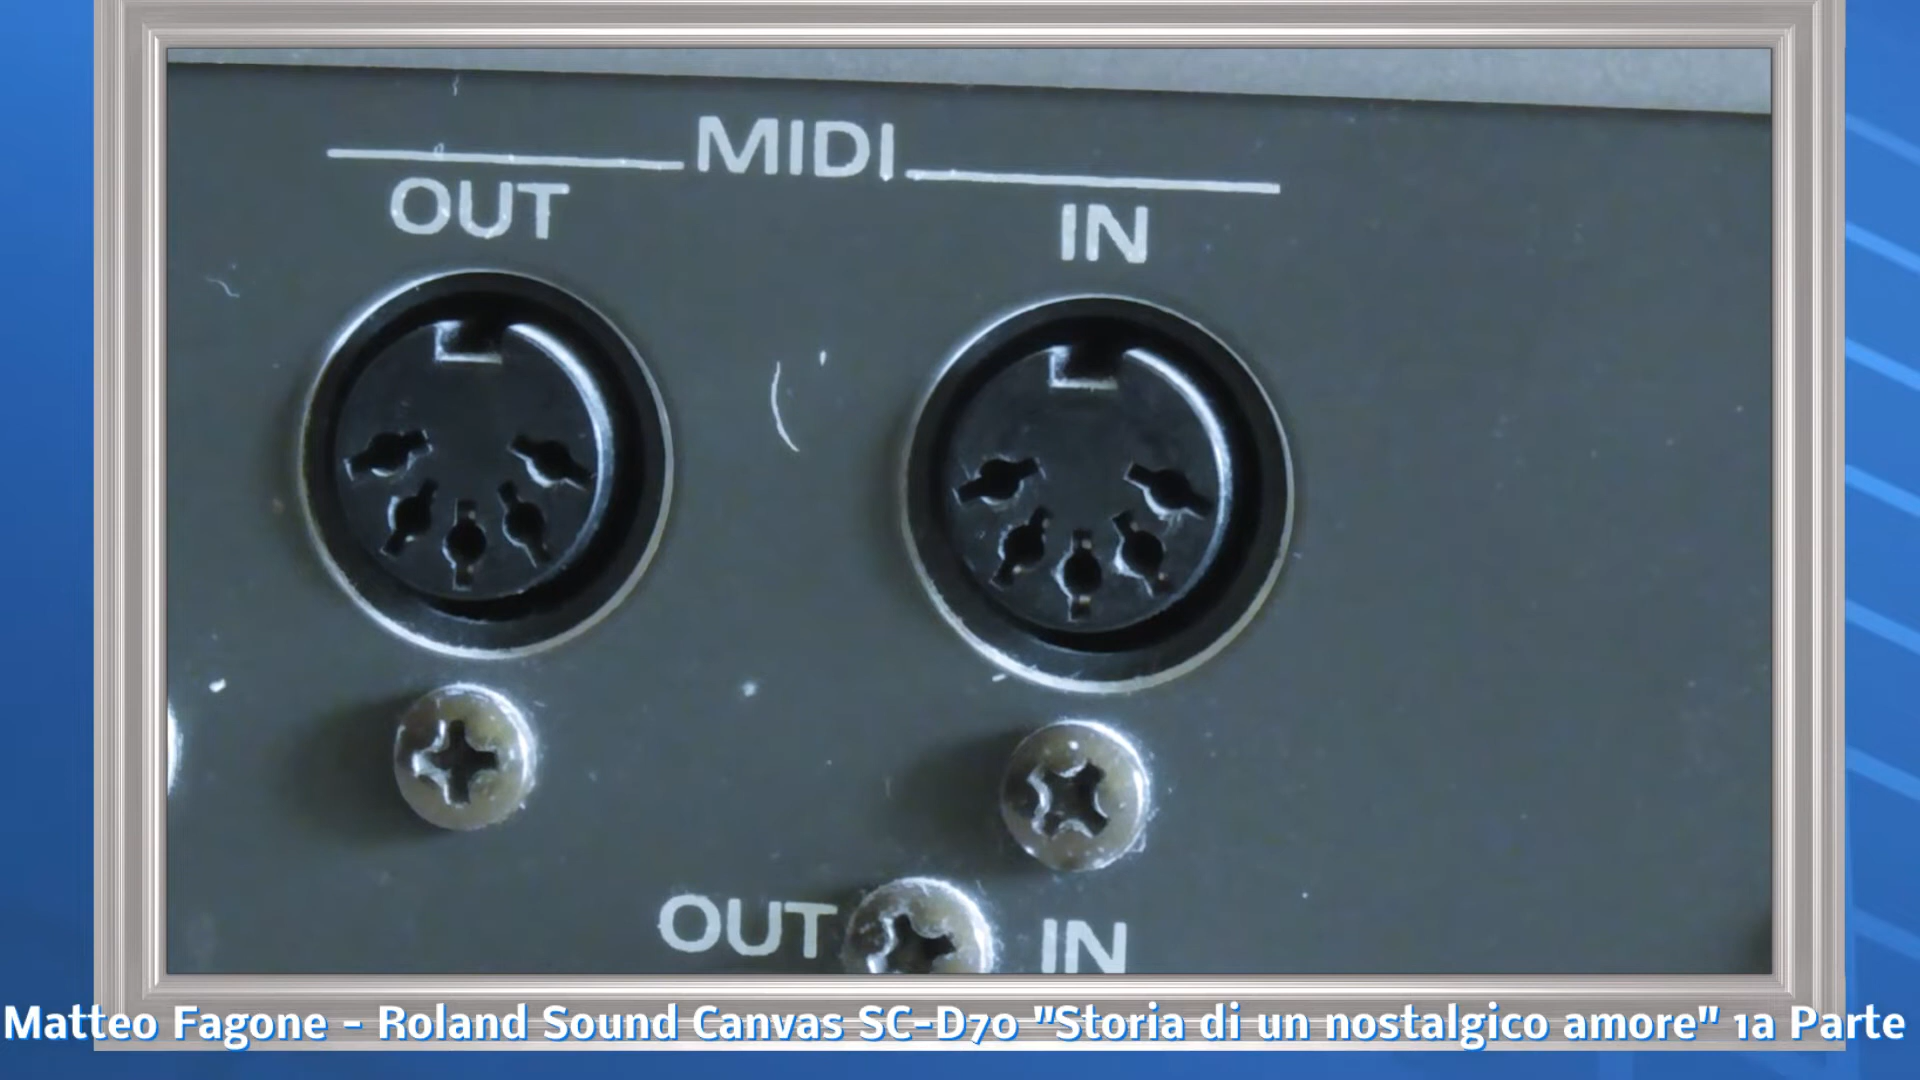 MIDI
OUT IN
OUT IN
Matteo Fagone - Roland Sound Canvas SC-D70 "Storia di un nostalgico amore" 1a Parte